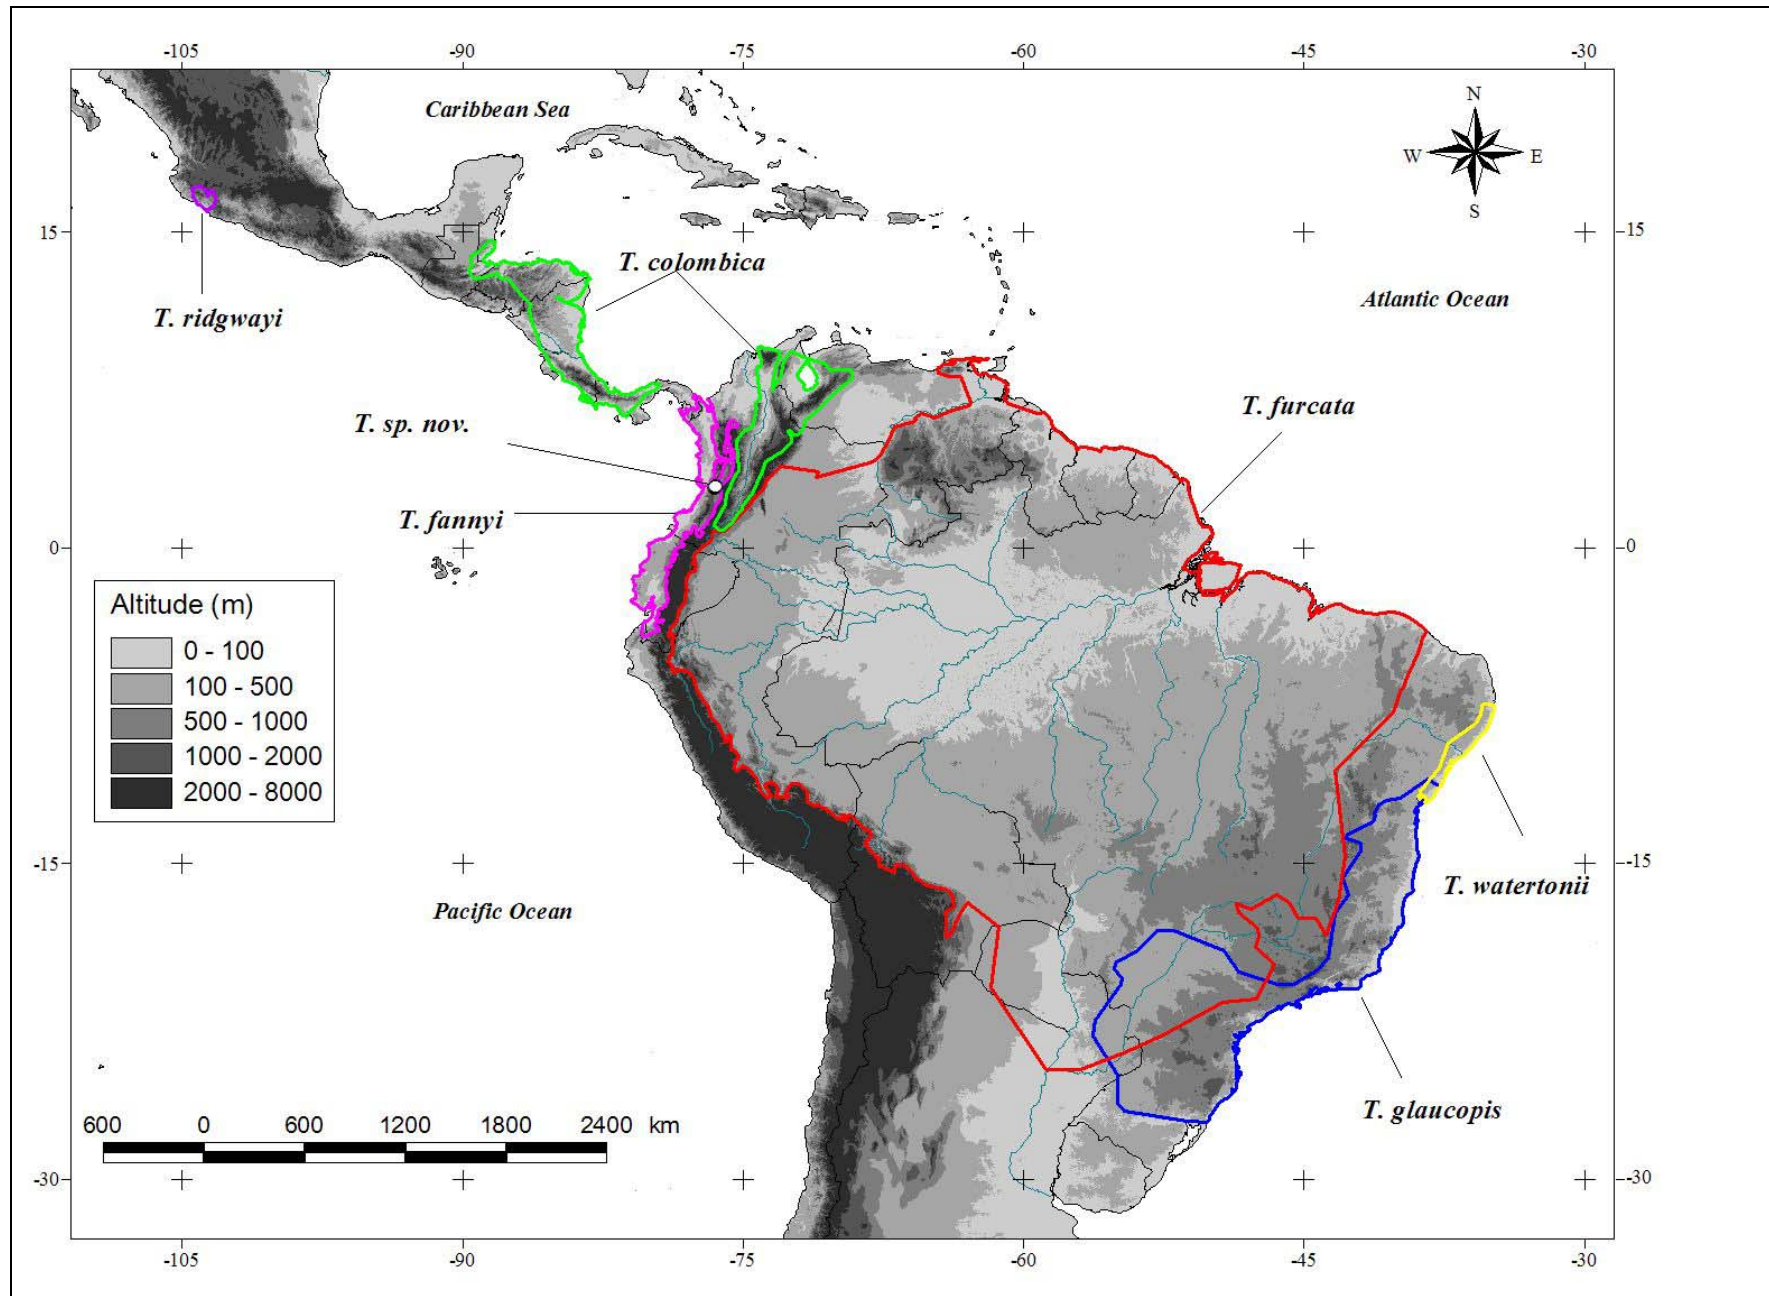 -105 -90 -75 -60 -45 -30
Caribbean Sea
N
W E
S
15 15
T. colombica
Atlantic Ocean
T. ridgwayi
T. furcata
T. sp. nov.
T. fannyi
0 0
Altitude (m)
0 - 100
100 - 500
500 - 1000
1000 - 2000
2000 - 8000
-15 -15
T. watertonii
Pacific Ocean
T. glaucopis
600 0 600 1200 1800 2400 km
-30 -30
-105 -90 -75 -60 -45 -30